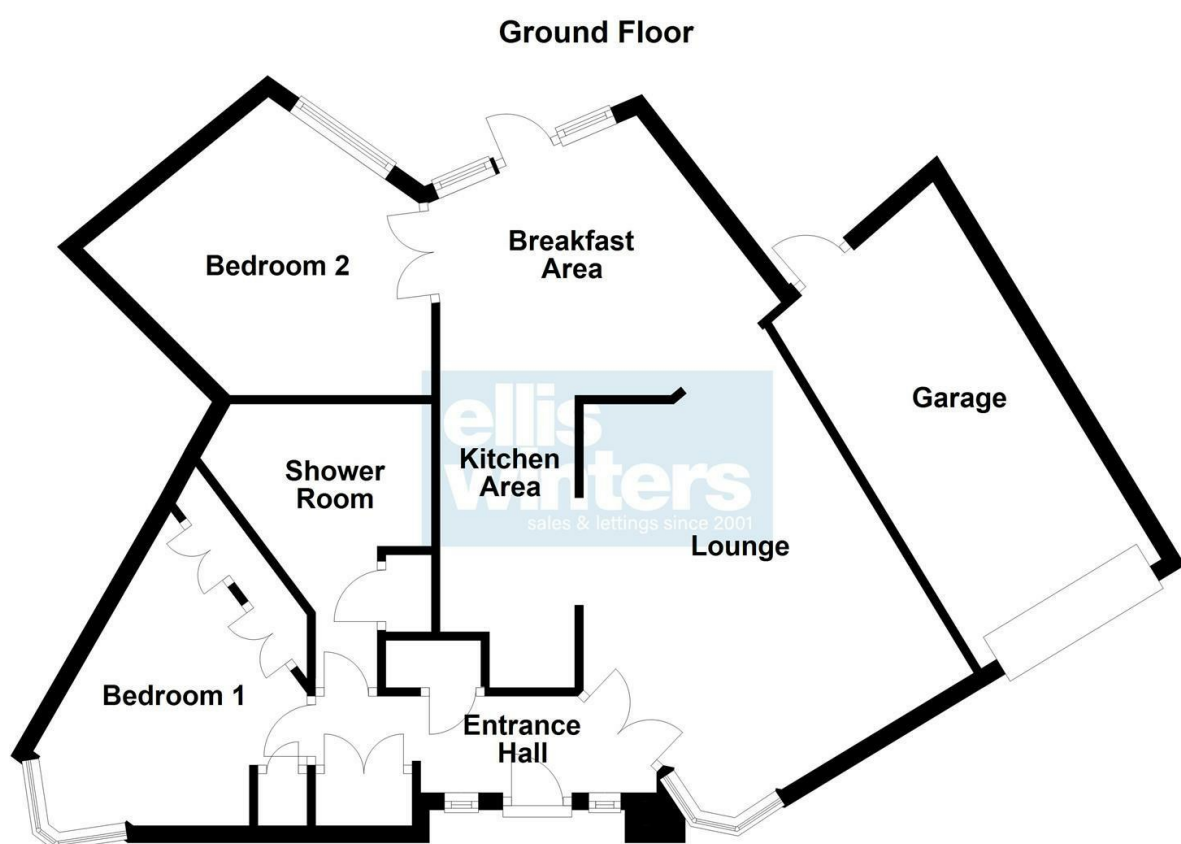 Ground Floor
Breakfast
Area
Bedroom 2
Garage
ellis
winters
sales & lettings since 2001
Kitchen
Area
Shower
Room
Lounge
Bedroom 1
Entrance
Hall